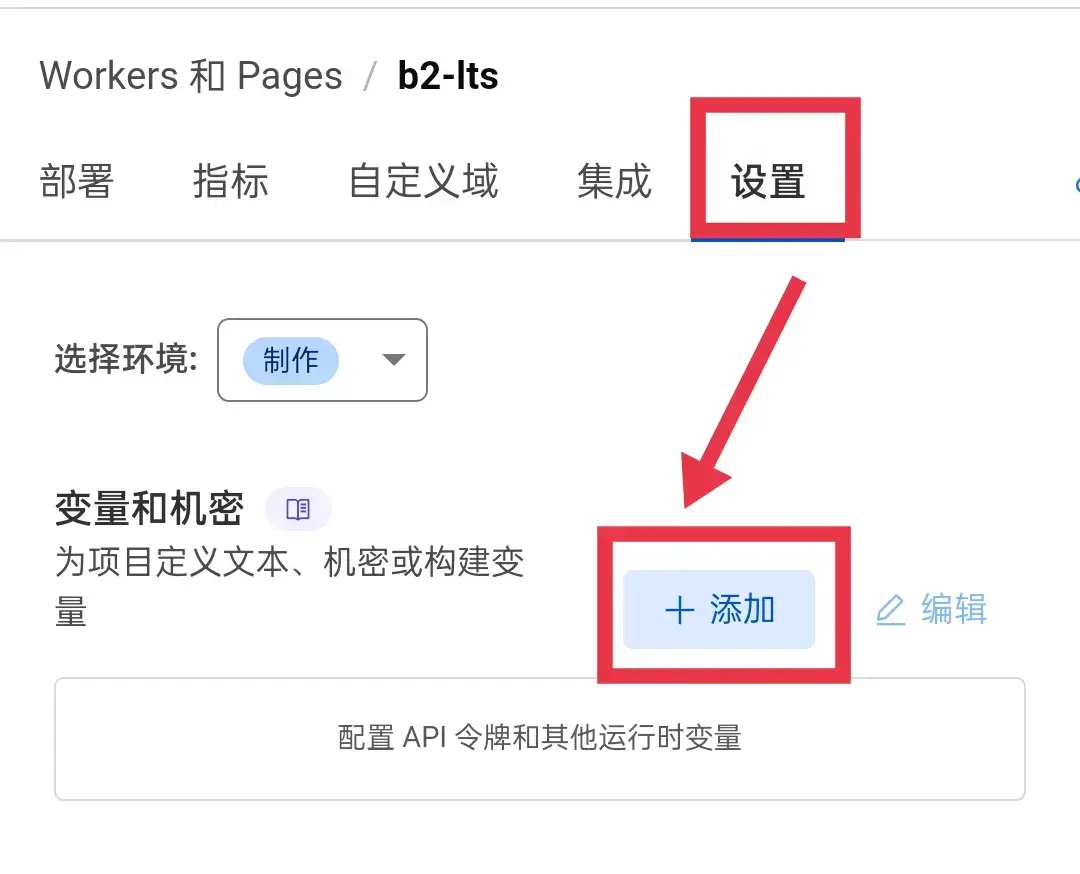 Workers 和 Pages / b2-lts
部署 指标 自定义域 集成 设置
选择环境: 制作
变量和机密
为项目定义文本、机密或构建变
量
+ 添加 编辑
配置 API 令牌和其他运行时变量